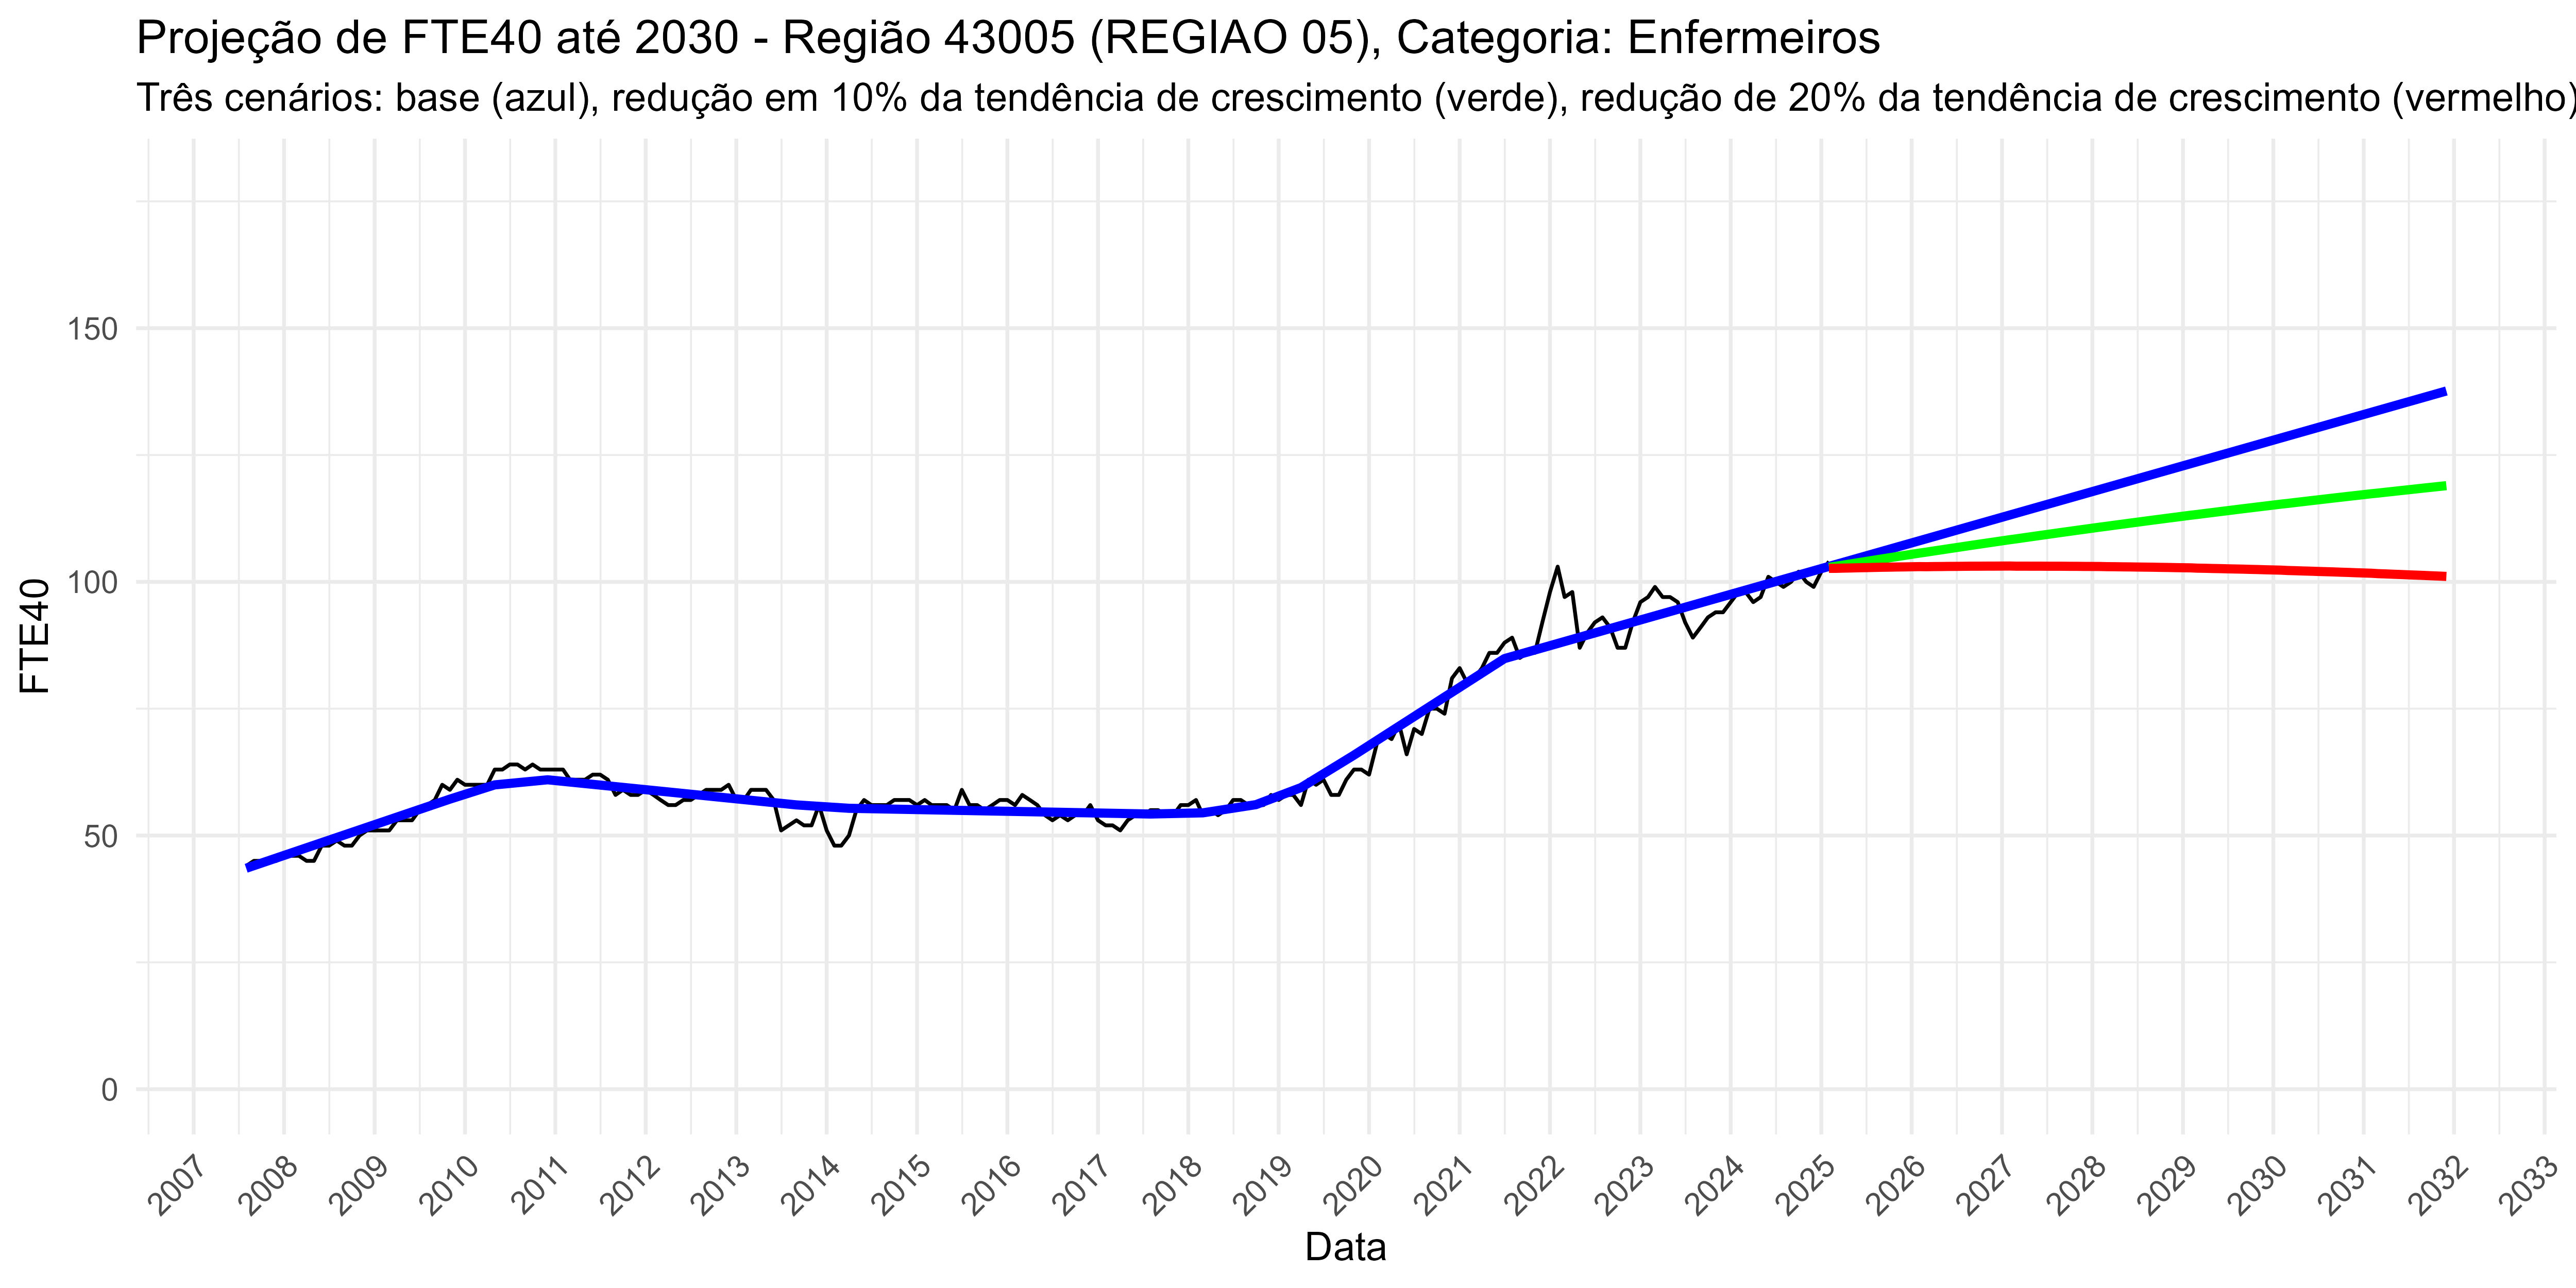 Projeção de FTE40 até 2030 - Região 43005 (REGIAO 05), Categoria: Enfermeiros
Três cenários: base (azul), redução em 10% da tendência de crescimento (verde), redução de 20% da tendência de crescimento (vermelho)
150
100
50
0
FTE40
2007 2008 2009 2010 2011 2012 2013 2014 2015 2016 2017 2018 2019 2020 2021 2022 2023 2024 2025 2026 2027 2028 2029 2030 2031 2032 2033
Data